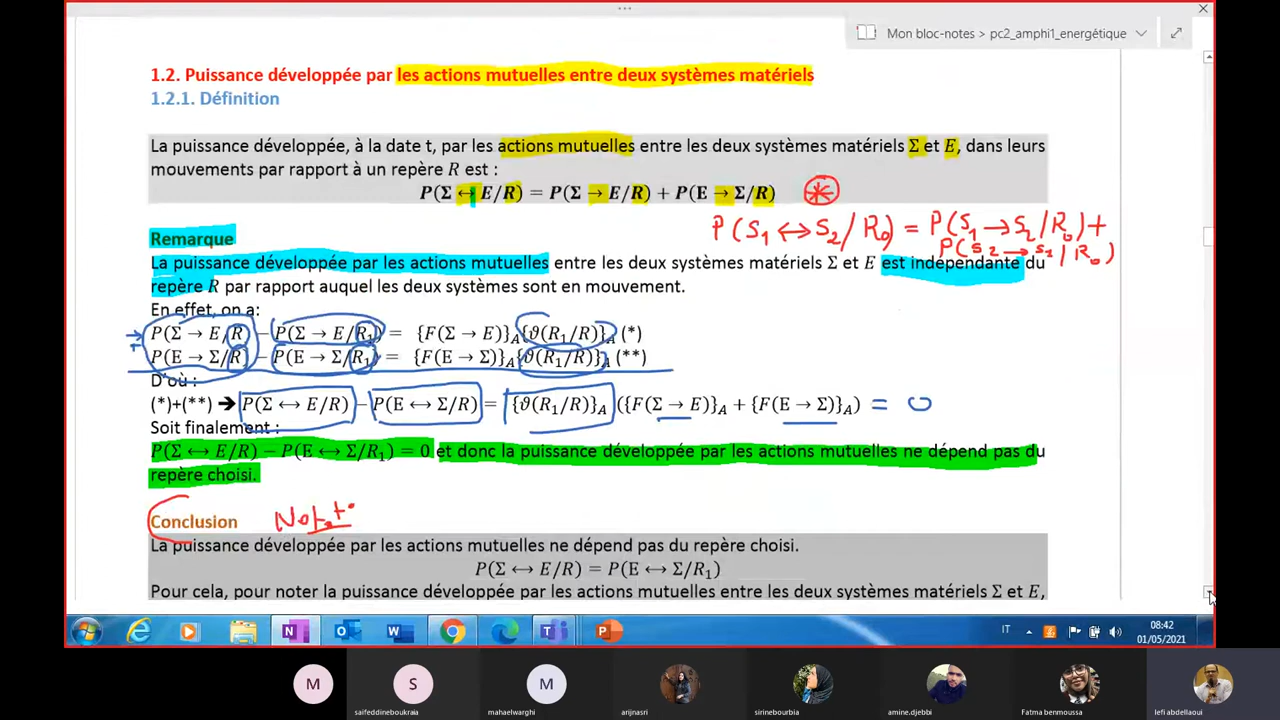 Mon bloc-notes > pc2_amphi1_energétique
1.2. Puissance développée par les actions mutuelles entre deux systèmes matériels
1.2.1. Définition
La puissance développée, à la date t, par les actions mutuelles entre les deux systèmes matériels Σ et E, dans leurs
mouvements par rapport à un repère R est :
P(Σ ↔ E/R) = P(Σ → E/R) + P(E → Σ/R)
P(S₁ ↔ S₂/R₀) = P(S₁ → S₂/R₀) +
P(S₂ → S₁/R₀)
Remarque
La puissance développée par les actions mutuelles entre les deux systèmes matériels Σ et E est indépendante du
repère R par rapport auquel les deux systèmes sont en mouvement.
En effet, on a:
P(Σ → E/R) − P(Σ → E/R₁) = {F(Σ → E)}_A{ϑ(R₁/R)}_A (*)
P(E → Σ/R) − P(E → Σ/R₁) = {F(E → Σ)}_A{ϑ(R₁/R)}_A (**)
D'où :
(*)+(**) → P(Σ ↔ E/R) − P(E ↔ Σ/R) = {ϑ(R₁/R)}_A ({F(Σ → E)}_A + {F(E → Σ)}_A) = 0
Soit finalement :
P(Σ ↔ E/R) − P(E ↔ Σ/R₁) = 0 et donc la puissance développée par les actions mutuelles ne dépend pas du
repère choisi.
Conclusion
La puissance développée par les actions mutuelles ne dépend pas du repère choisi.
P(Σ ↔ E/R) = P(E ↔ Σ/R₁)
Pour cela, pour noter la puissance développée par les actions mutuelles entre les deux systèmes matériels Σ et E,
IT
08:42
01/05/2021
M
S
M
saifeddineboukraia
mahaelwarghi
arijnasri
sirinebourbia
amine.djebbi
Fatma benmoussa
lefi abdellaoui